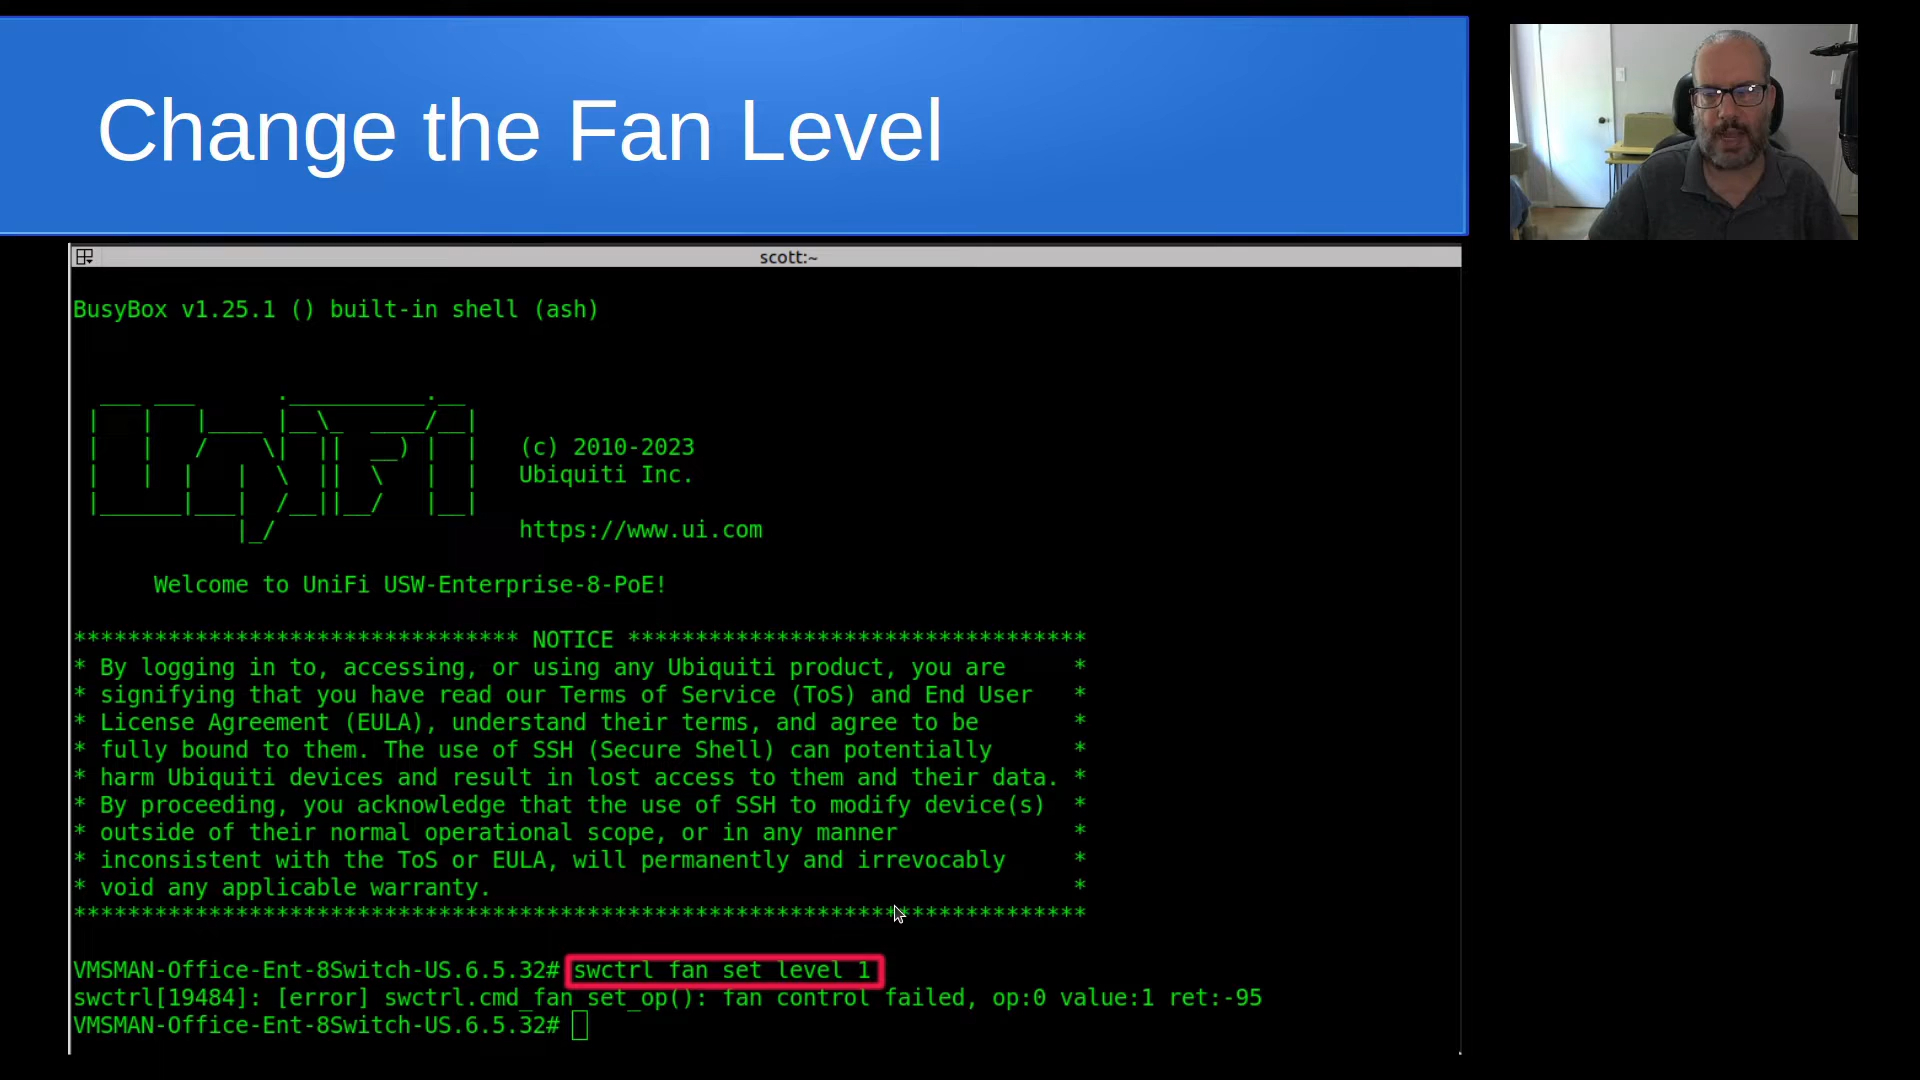 Change the Fan Level
scott:~
BusyBox v1.25.1 () built-in shell (ash)
(c) 2010-2023
Ubiquiti Inc.
https://www.ui.com
Welcome to UniFi USW-Enterprise-8-PoE!
********************************* NOTICE **********************************
* By logging in to, accessing, or using any Ubiquiti product, you are *
* signifying that you have read our Terms of Service (ToS) and End User *
* License Agreement (EULA), understand their terms, and agree to be *
* fully bound to them. The use of SSH (Secure Shell) can potentially *
* harm Ubiquiti devices and result in lost access to them and their data. *
* By proceeding, you acknowledge that the use of SSH to modify device(s) *
* outside of their normal operational scope, or in any manner *
* inconsistent with the ToS or EULA, will permanently and irrevocably *
* void any applicable warranty. *
***************************************************************************
VMSMAN-Office-Ent-8Switch-US.6.5.32# swctrl fan set level 1
swctrl[19484]: [error] swctrl.cmd_fan_set_op(): fan control failed, op:0 value:1 ret:-95
VMSMAN-Office-Ent-8Switch-US.6.5.32#